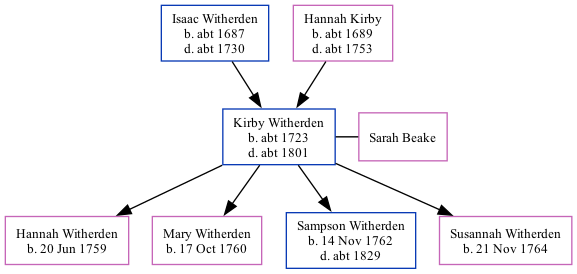 Isaac Witherden
b. abt 1687
d. abt 1730
Hannah Kirby
b. abt 1689
d. abt 1753
Kirby Witherden
b. abt 1723
d. abt 1801
Sarah Beake
Hannah Witherden
b. 20 Jun 1759
Mary Witherden
b. 17 Oct 1760
Sampson Witherden
b. 14 Nov 1762
d. abt 1829
Susannah Witherden
b. 21 Nov 1764